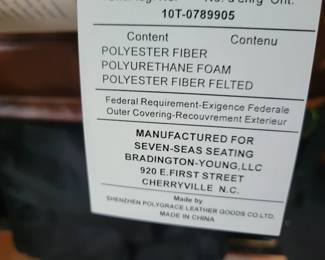 10T-0789905
Content Contenu
POLYESTER FIBER
POLYURETHANE FOAM
POLYESTER FIBER FELTED
Federal Requirement-Exigence Federale
Outer Covering-Recouvrement Exterieur
MANUFACTURED FOR
SEVEN-SEAS SEATING
BRADINGTON-YOUNG,LLC
920 E.FIRST STREET
CHERRYVILLE N.C.
Made by
SHENZHEN POLYGRACE LEATHER GOODS CO.LTD.
MADE IN CHINA